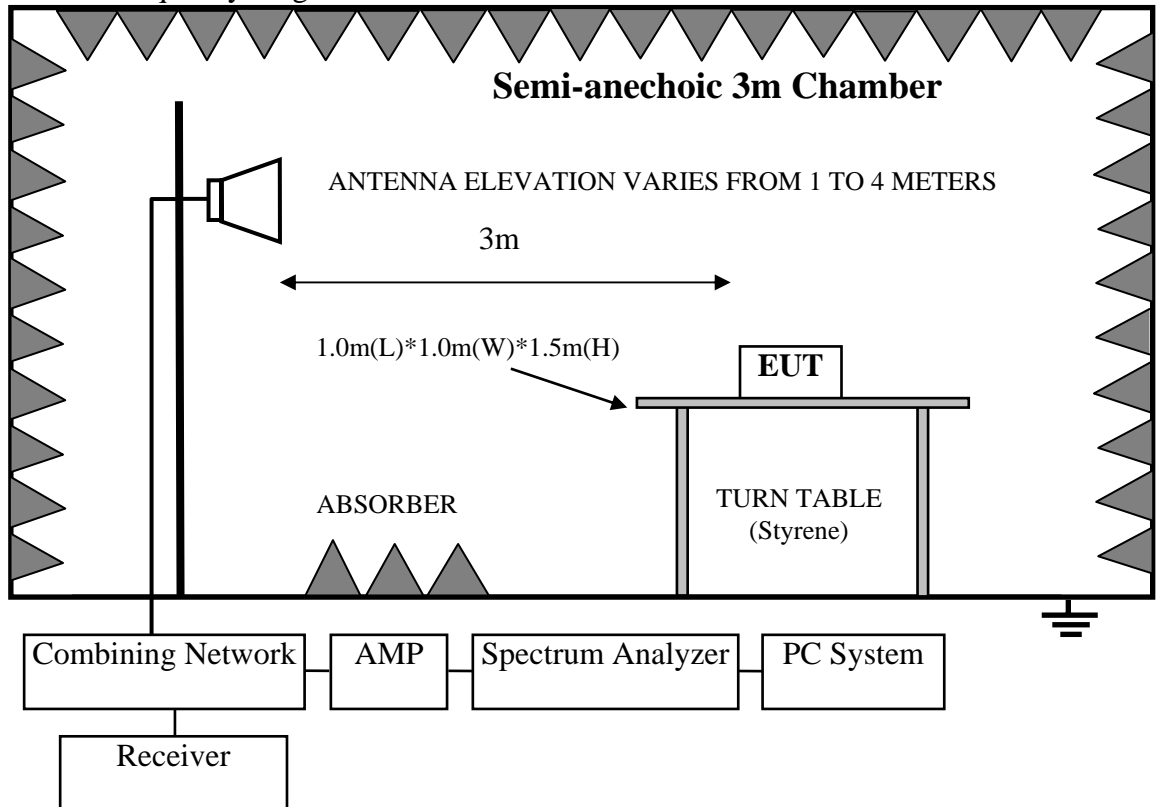 Semi-anechoic 3m Chamber
ANTENNA ELEVATION VARIES FROM 1 TO 4 METERS
3m
1.0m(L)*1.0m(W)*1.5m(H)
EUT
ABSORBER
TURN TABLE
(Styrene)
Combining Network
AMP
Spectrum Analyzer
PC System
Receiver